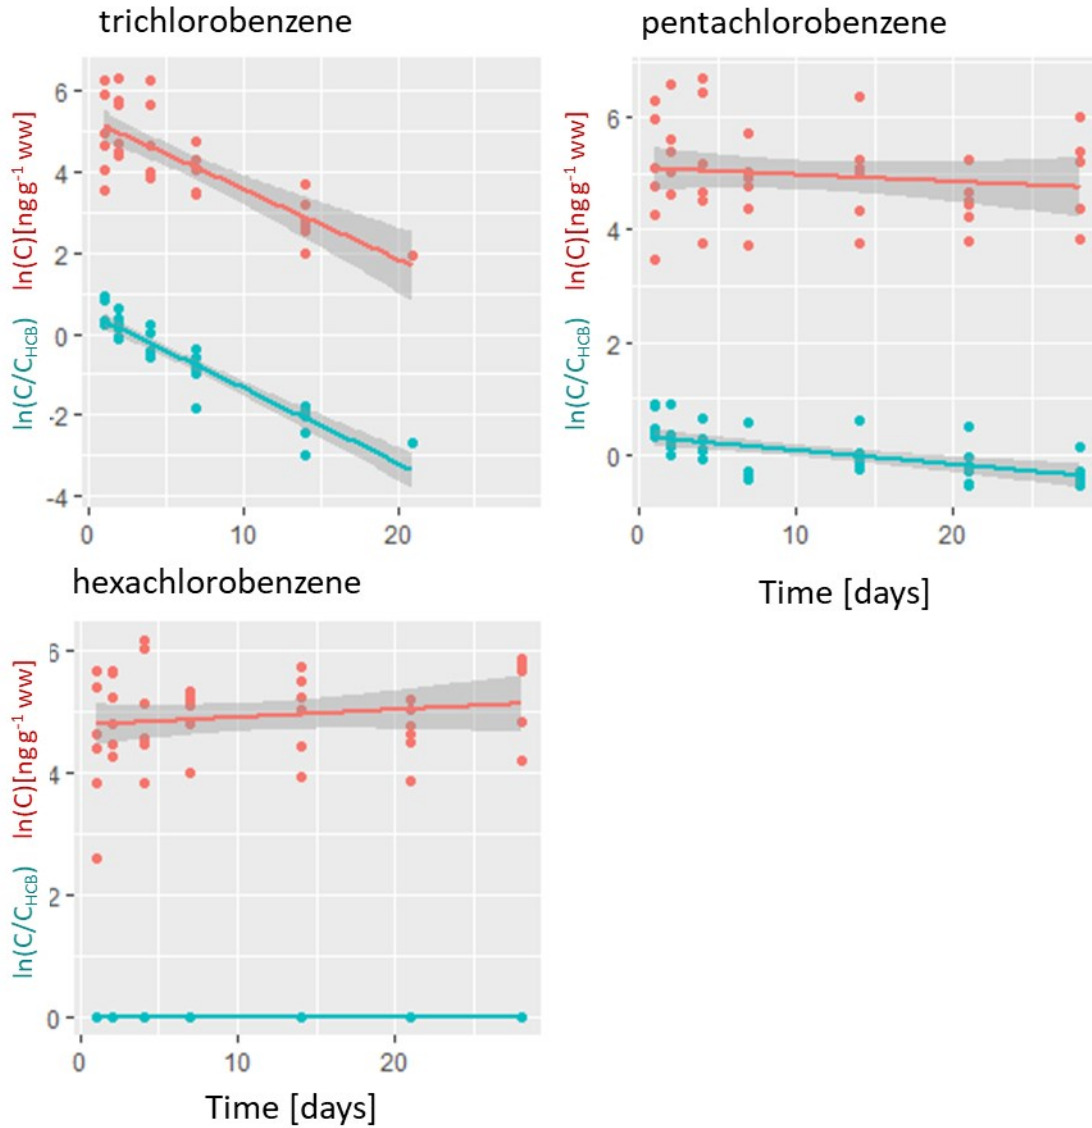 trichlorobenzene
ln(C)[ng g⁻¹ ww]
ln(C/C_HCB)
6
4
2
0
-2
-4
0 10 20
pentachlorobenzene
ln(C)[ng g⁻¹ ww]
ln(C/C_HCB)
6
4
2
0
0 10 20
Time [days]
hexachlorobenzene
ln(C)[ng g⁻¹ ww]
ln(C/C_HCB)
6
4
2
0
0 10 20
Time [days]